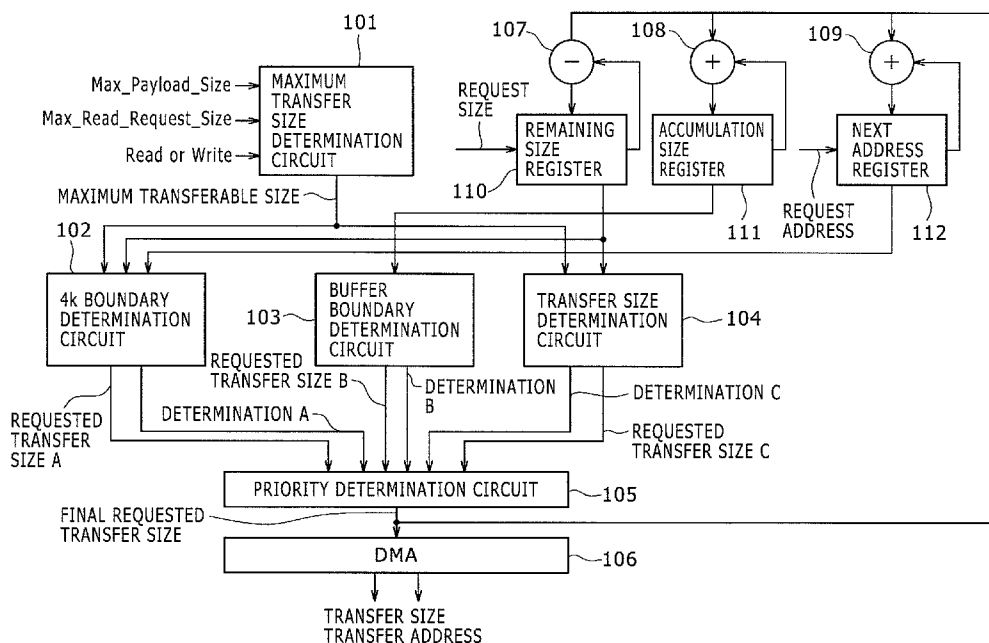 101
Max_Payload_Size
Max_Read_Request_Size
Read or Write
MAXIMUM
TRANSFER
SIZE
DETERMINATION
CIRCUIT
MAXIMUM TRANSFERABLE SIZE
107
−
108
+
109
+
REQUEST
SIZE
REMAINING
SIZE
REGISTER
110
ACCUMULATION
SIZE
REGISTER
111
NEXT
ADDRESS
REGISTER
112
REQUEST
ADDRESS
102
4k BOUNDARY
DETERMINATION
CIRCUIT
103
BUFFER
BOUNDARY
DETERMINATION
CIRCUIT
TRANSFER SIZE
DETERMINATION
CIRCUIT
104
REQUESTED
TRANSFER
SIZE A
DETERMINATION A
REQUESTED
TRANSFER SIZE B
DETERMINATION
B
DETERMINATION C
REQUESTED
TRANSFER SIZE C
PRIORITY DETERMINATION CIRCUIT
105
FINAL REQUESTED
TRANSFER SIZE
DMA
106
TRANSFER SIZE
TRANSFER ADDRESS